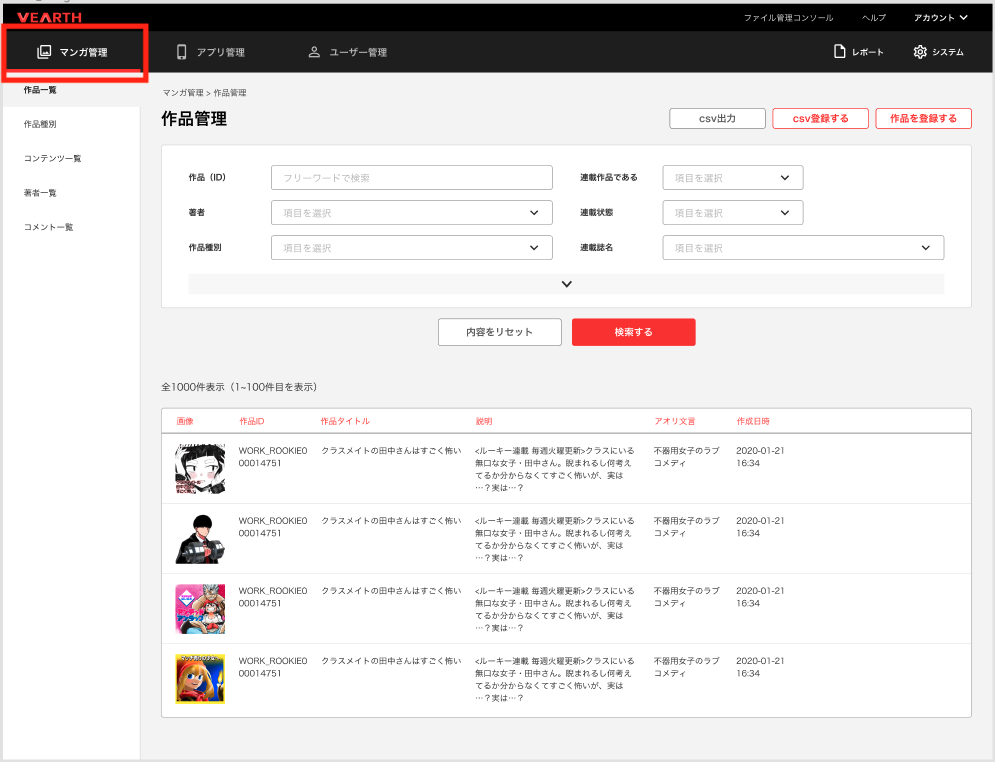 VEARTH
ファイル管理コンソール ヘルプ アカウント
マンガ管理 アプリ管理 ユーザー管理 レポート システム
作品一覧
作品種別
コンテンツ一覧
著者一覧
コメント一覧
マンガ管理 > 作品管理
作品管理
csv出力 csv登録する 作品を登録する
作品（ID） フリーワードで検索 連載作品である 項目を選択
著者 項目を選択 連載状態 項目を選択
作品種別 項目を選択 連載誌名 項目を選択
内容をリセット 検索する
全1000件表示（1~100件目を表示）
画像 作品ID 作品タイトル 説明 アオリ文言 作成日時
WORK_ROOKIE0 クラスメイトの田中さんはすごく怖い <ルーキー連載 毎週火曜更新>クラスにいる 不器用女子のラブ 2020-01-21
00014751 無口な女子・田中さん。睨まれるし何考え コメディ 16:34
てるか分からなくてすごく怖いが、実は
…？実は…？
WORK_ROOKIE0 クラスメイトの田中さんはすごく怖い <ルーキー連載 毎週火曜更新>クラスにいる 不器用女子のラブ 2020-01-21
00014751 無口な女子・田中さん。睨まれるし何考え コメディ 16:34
てるか分からなくてすごく怖いが、実は
…？実は…？
アンデッド
アンラック
WORK_ROOKIE0 クラスメイトの田中さんはすごく怖い <ルーキー連載 毎週火曜更新>クラスにいる 不器用女子のラブ 2020-01-21
00014751 無口な女子・田中さん。睨まれるし何考え コメディ 16:34
てるか分からなくてすごく怖いが、実は
…？実は…？
WORK_ROOKIE0 クラスメイトの田中さんはすごく怖い <ルーキー連載 毎週火曜更新>クラスにいる 不器用女子のラブ 2020-01-21
00014751 無口な女子・田中さん。睨まれるし何考え コメディ 16:34
てるか分からなくてすごく怖いが、実は
…？実は…？